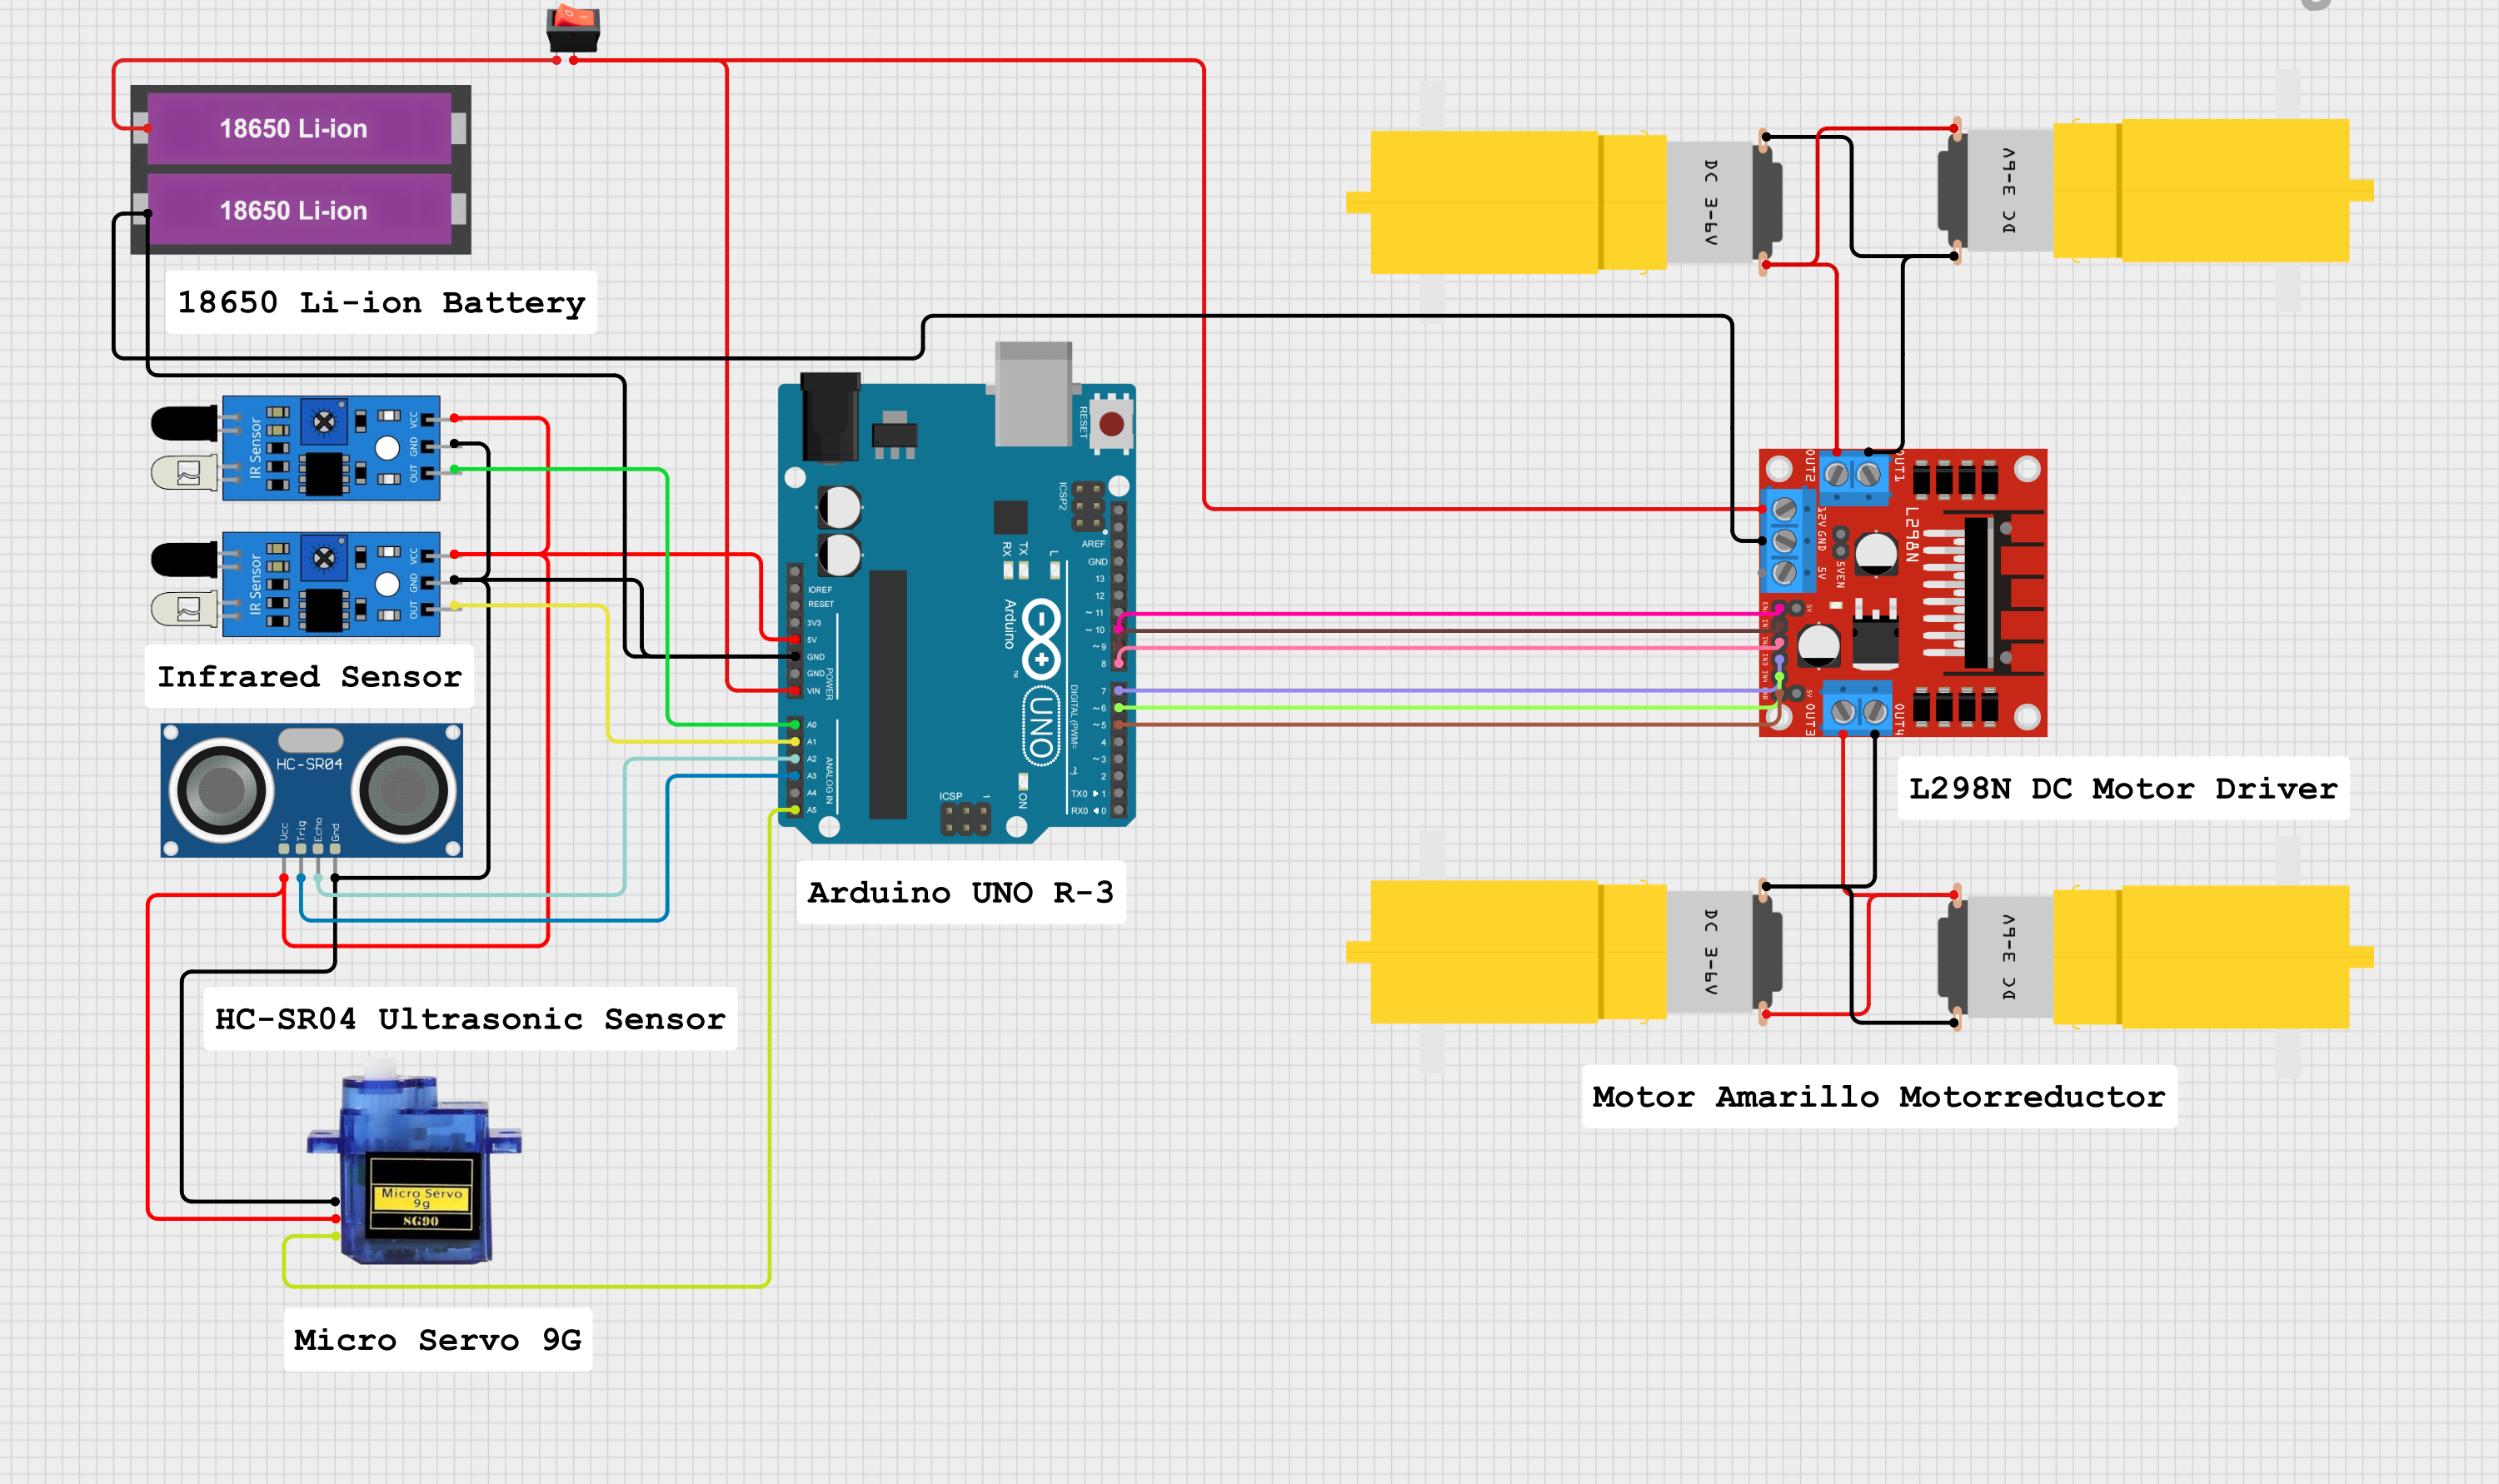 O I
18650 Li-ion
18650 Li-ion
18650 Li-ion Battery
IR Sensor
VCC
GND
OUT
IR Sensor
VCC
GND
OUT
Infrared Sensor
HC-SR04
Vcc
Trig
Echo
Gnd
HC-SR04 Ultrasonic Sensor
Micro Servo
9g
SG90
Micro Servo 9G
RESET
ICSP2
AREF
GND
13
12
~ 11
~ 10
~ 9
8
7
~ 6
~ 5
4
~ 3
2
TX0 ▶ 1
RX0 ◀ 0
RX
TX
L
IOREF
RESET
3V3
5V
GND
GND
VIN
POWER
A0
A1
A2
A3
A4
A5
ANALOG IN
Arduino
™
UNO
DIGITAL (PWM= ~)
ICSP
1
ON
Arduino UNO R-3
DC 3-6V
DC 3-6V
OUT2
OUT1
12V
GND
5V
5VEN
L298N
5V
IN3
IN4
5V
OUT3
OUT4
L298N DC Motor Driver
DC 3-6V
DC 3-6V
Motor Amarillo Motorreductor